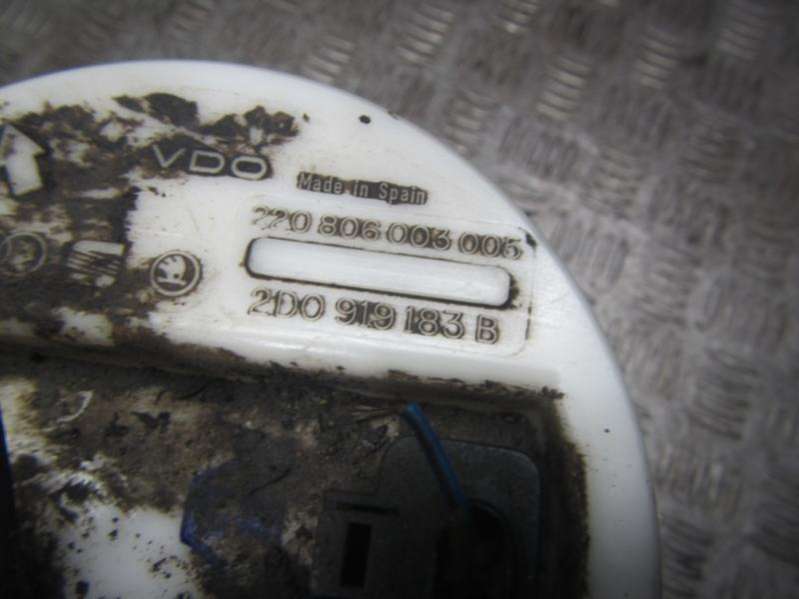 VDO
Made in Spain
220 806 003 005
2D0 919 183 B